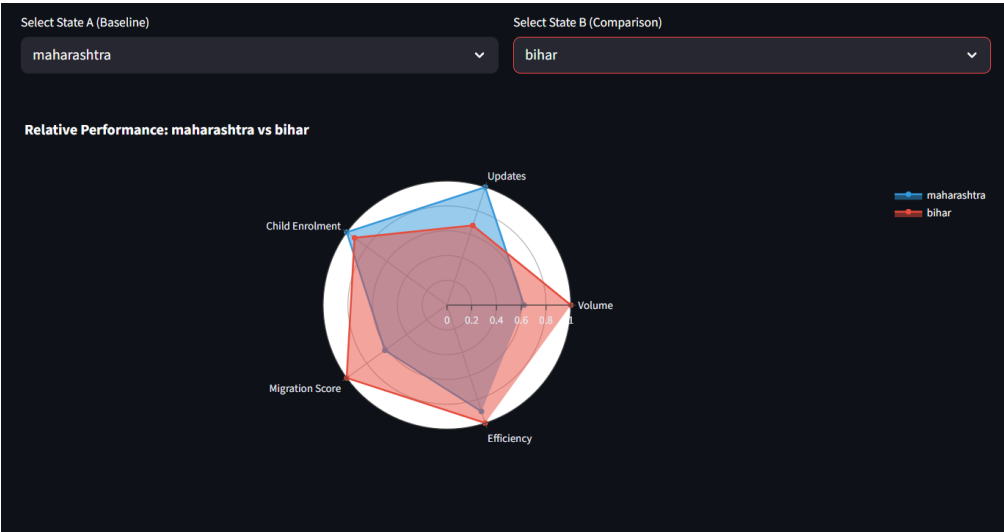 Select State A (Baseline)
Select State B (Comparison)
maharashtra
bihar
Relative Performance: maharashtra vs bihar
Updates
maharashtra
bihar
Child Enrolment
Volume
0 0.2 0.4 0.6 0.8 1
Migration Score
Efficiency